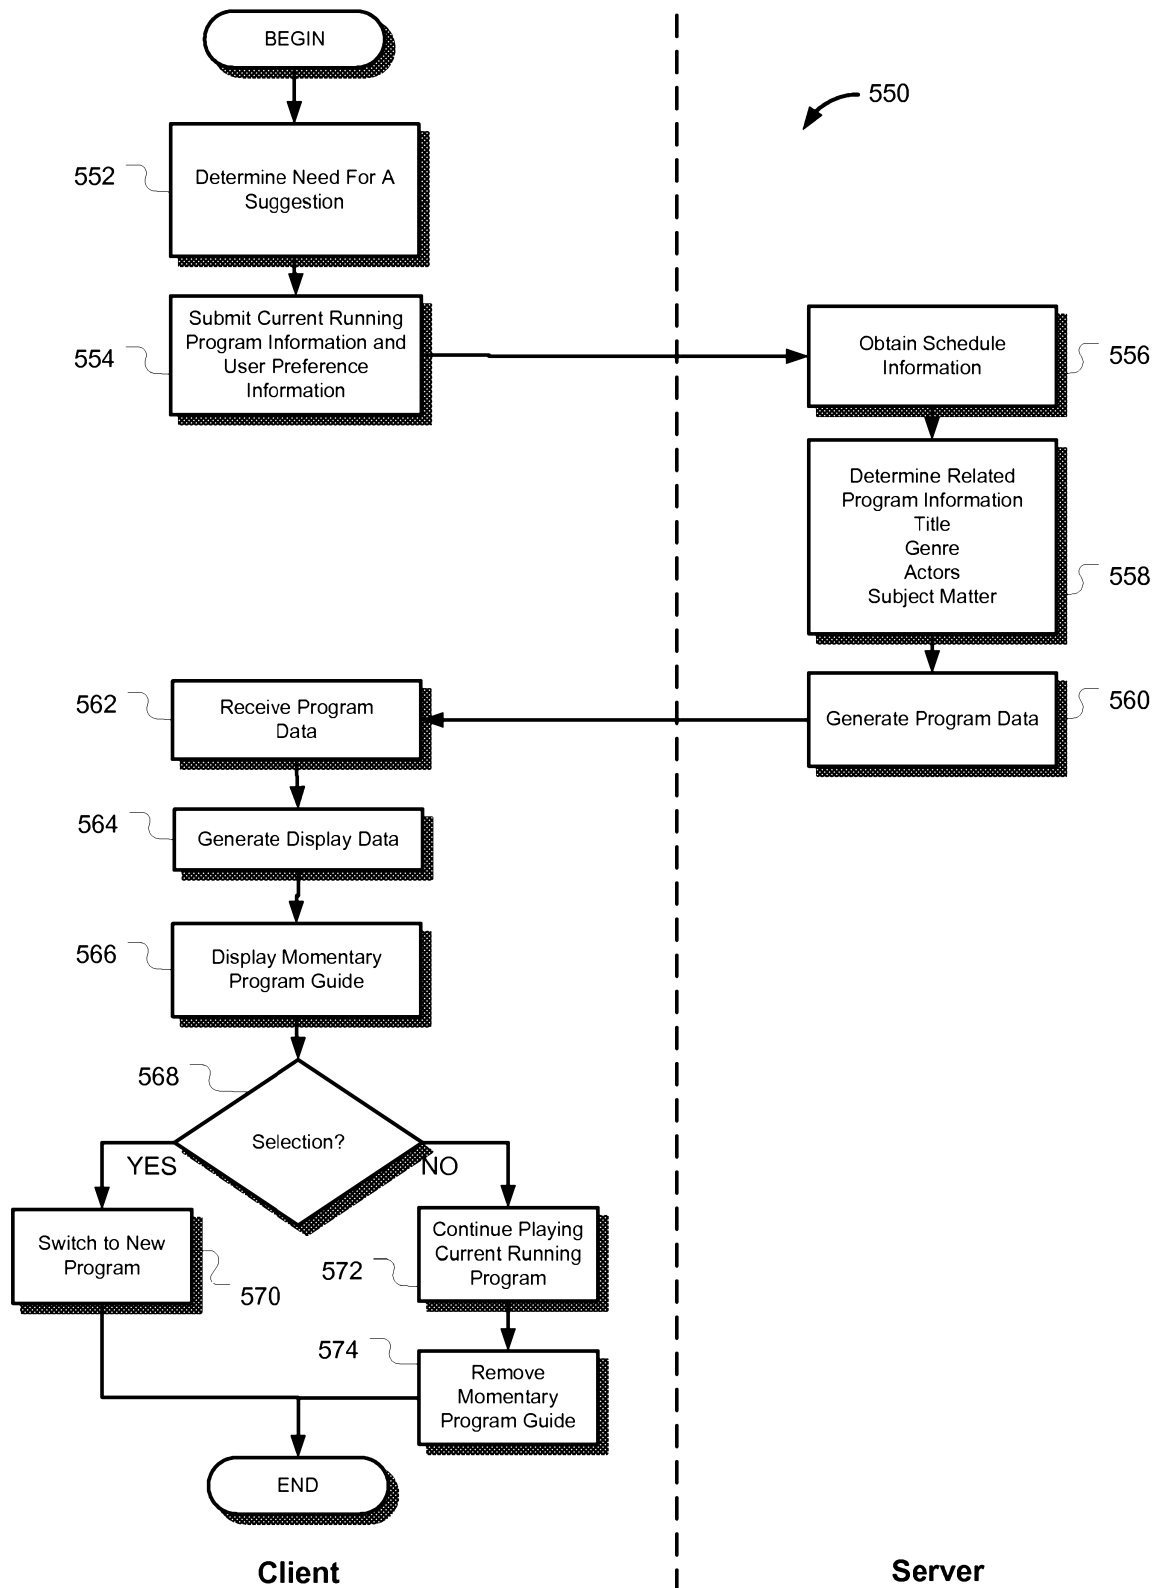 BEGIN
550
552
Determine Need For A
Suggestion
554
Submit Current Running
Program Information and
User Preference
Information
Obtain Schedule
Information
556
Determine Related
Program Information
Title
Genre
Actors
Subject Matter
558
562
Receive Program
Data
Generate Program Data
560
564
Generate Display Data
566
Display Momentary
Program Guide
568
Selection?
YES
NO
Switch to New
Program
570
Continue Playing
Current Running
Program
572
574
Remove
Momentary
Program Guide
END
Client
Server